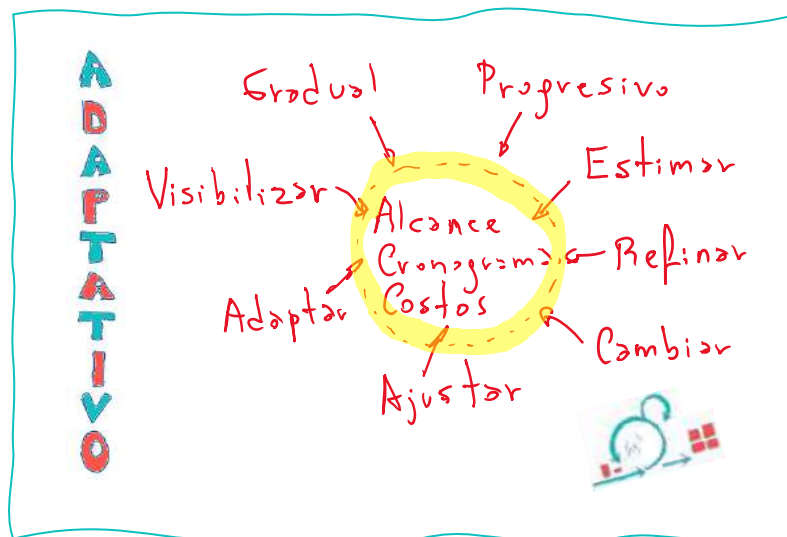 ADAPTATIVO
Gradual
Progresivo
Visibilizar
Estimar
Alcance
Cronograma
Costos
Refinar
Adaptar
Cambiar
Ajustar